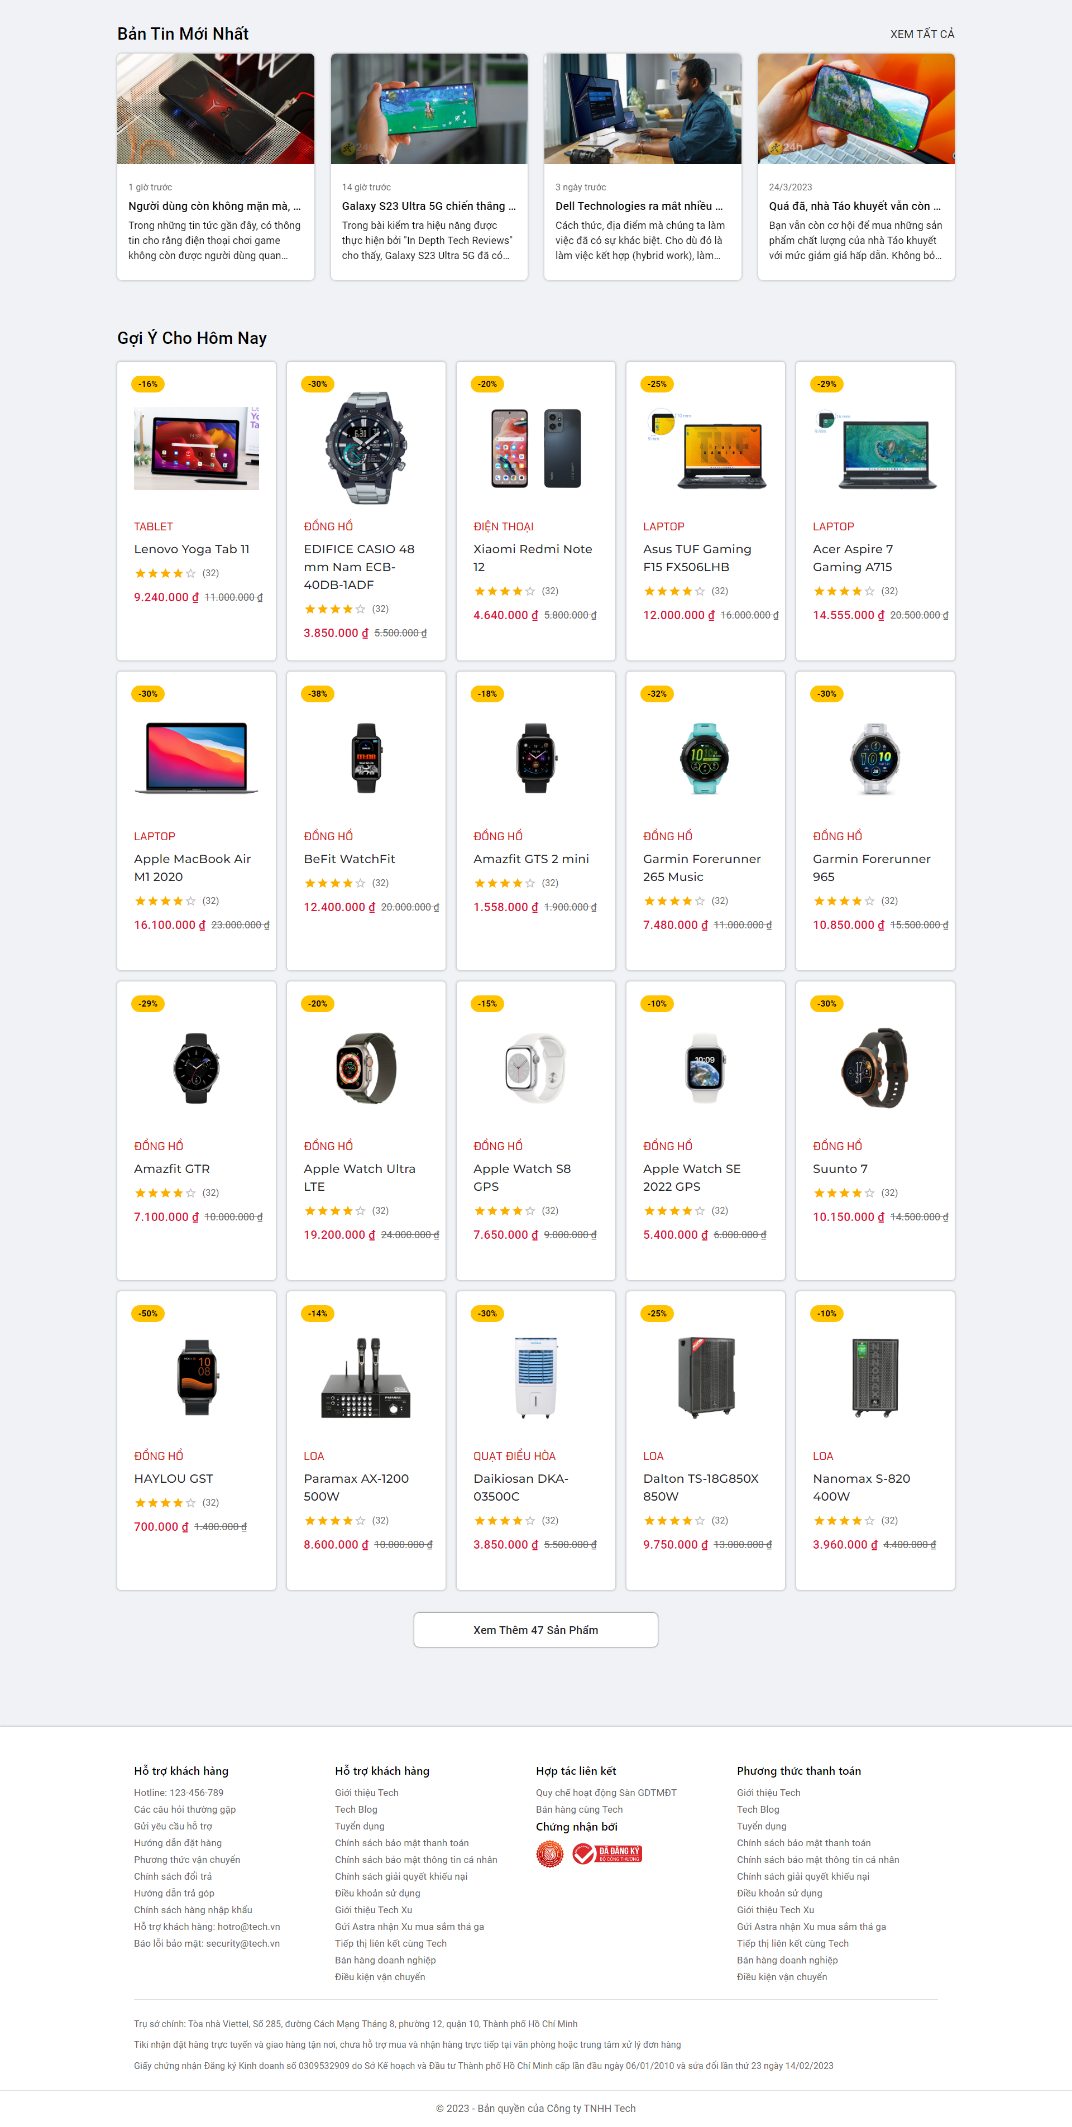 Bản Tin Mới Nhất
XEM TẤT CẢ
1 giờ trước
Người dùng còn không mặn mà, ...
Trong những tin tức gần đây, có thông
tin cho rằng điện thoại chơi game
không còn được người dùng quan...
14 giờ trước
Galaxy S23 Ultra 5G chiến thắng ...
Trong bài kiểm tra hiệu năng được
thực hiện bởi "In Depth Tech Reviews"
cho thấy, Galaxy S23 Ultra 5G đã có...
3 ngày trước
Dell Technologies ra mắt nhiều ...
Cách thức, địa điểm mà chúng ta làm
việc đã có sự khác biệt. Cho dù đó là
làm việc kết hợp (hybrid work), làm...
24h
24/3/2023
Quá đã, nhà Táo khuyết vẫn còn ...
Bạn vẫn còn cơ hội để mua những sản
phẩm chất lượng của nhà Táo khuyết
với mức giảm giá hấp dẫn. Không bỏ...
Gợi Ý Cho Hôm Nay
-16%
TABLET
Lenovo Yoga Tab 11
(32)
9.240.000 ₫ 11.000.000 ₫
-30%
ĐỒNG HỒ
EDIFICE CASIO 48
mm Nam ECB-
40DB-1ADF
(32)
3.850.000 ₫ 5.500.000 ₫
-20%
ĐIỆN THOẠI
Xiaomi Redmi Note
12
(32)
4.640.000 ₫ 5.800.000 ₫
-25%
LAPTOP
Asus TUF Gaming
F15 FX506LHB
(32)
12.000.000 ₫ 16.000.000 ₫
-29%
LAPTOP
Acer Aspire 7
Gaming A715
(32)
14.555.000 ₫ 20.500.000 ₫
-30%
LAPTOP
Apple MacBook Air
M1 2020
(32)
16.100.000 ₫ 23.000.000 ₫
-38%
ĐỒNG HỒ
BeFit WatchFit
(32)
12.400.000 ₫ 20.000.000 ₫
-18%
ĐỒNG HỒ
Amazfit GTS 2 mini
(32)
1.558.000 ₫ 1.900.000 ₫
-32%
ĐỒNG HỒ
Garmin Forerunner
265 Music
(32)
7.480.000 ₫ 11.000.000 ₫
-30%
ĐỒNG HỒ
Garmin Forerunner
965
(32)
10.850.000 ₫ 15.500.000 ₫
-29%
ĐỒNG HỒ
Amazfit GTR
(32)
7.100.000 ₫ 10.000.000 ₫
-20%
ĐỒNG HỒ
Apple Watch Ultra
LTE
(32)
19.200.000 ₫ 24.000.000 ₫
-15%
ĐỒNG HỒ
Apple Watch S8
GPS
(32)
7.650.000 ₫ 9.000.000 ₫
-10%
10:09
ĐỒNG HỒ
Apple Watch SE
2022 GPS
(32)
5.400.000 ₫ 6.000.000 ₫
-30%
ĐỒNG HỒ
Suunto 7
(32)
10.150.000 ₫ 14.500.000 ₫
-50%
10
08
ĐỒNG HỒ
HAYLOU GST
(32)
700.000 ₫ 1.400.000 ₫
-14%
PARAMAX
LOA
Paramax AX-1200
500W
(32)
8.600.000 ₫ 10.000.000 ₫
-30%
QUẠT ĐIỀU HÒA
Daikiosan DKA-
03500C
(32)
3.850.000 ₫ 5.500.000 ₫
-25%
LOA
Dalton TS-18G850X
850W
(32)
9.750.000 ₫ 13.000.000 ₫
-10%
NANOMAX
LOA
Nanomax S-820
400W
(32)
3.960.000 ₫ 4.400.000 ₫
Xem Thêm 47 Sản Phẩm
Hỗ trợ khách hàng
Hotline: 123-456-789
Các câu hỏi thường gặp
Gửi yêu cầu hỗ trợ
Hướng dẫn đặt hàng
Phương thức vận chuyển
Chính sách đổi trả
Hướng dẫn trả góp
Chính sách hàng nhập khẩu
Hỗ trợ khách hàng: hotro@tech.vn
Báo lỗi bảo mật: security@tech.vn
Hỗ trợ khách hàng
Giới thiệu Tech
Tech Blog
Tuyển dụng
Chính sách bảo mật thanh toán
Chính sách bảo mật thông tin cá nhân
Chính sách giải quyết khiếu nại
Điều khoản sử dụng
Giới thiệu Tech Xu
Gửi Astra nhận Xu mua sắm thả ga
Tiếp thị liên kết cùng Tech
Bán hàng doanh nghiệp
Điều kiện vận chuyển
Hợp tác liên kết
Quy chế hoạt động Sàn GDTMĐT
Bán hàng cùng Tech
Chứng nhận bởi
ĐÃ ĐĂNG KÝ
BỘ CÔNG THƯƠNG
Phương thức thanh toán
Giới thiệu Tech
Tech Blog
Tuyển dụng
Chính sách bảo mật thanh toán
Chính sách bảo mật thông tin cá nhân
Chính sách giải quyết khiếu nại
Điều khoản sử dụng
Giới thiệu Tech Xu
Gửi Astra nhận Xu mua sắm thả ga
Tiếp thị liên kết cùng Tech
Bán hàng doanh nghiệp
Điều kiện vận chuyển
Trụ sở chính: Tòa nhà Viettel, Số 285, đường Cách Mạng Tháng 8, phường 12, quận 10, Thành phố Hồ Chí Minh
Tiki nhận đặt hàng trực tuyến và giao hàng tận nơi, chưa hỗ trợ mua và nhận hàng trực tiếp tại văn phòng hoặc trung tâm xử lý đơn hàng
Giấy chứng nhận Đăng ký Kinh doanh số 0309532909 do Sở Kế hoạch và Đầu tư Thành phố Hồ Chí Minh cấp lần đầu ngày 06/01/2010 và sửa đổi lần thứ 23 ngày 14/02/2023
© 2023 - Bản quyền của Công ty TNHH Tech